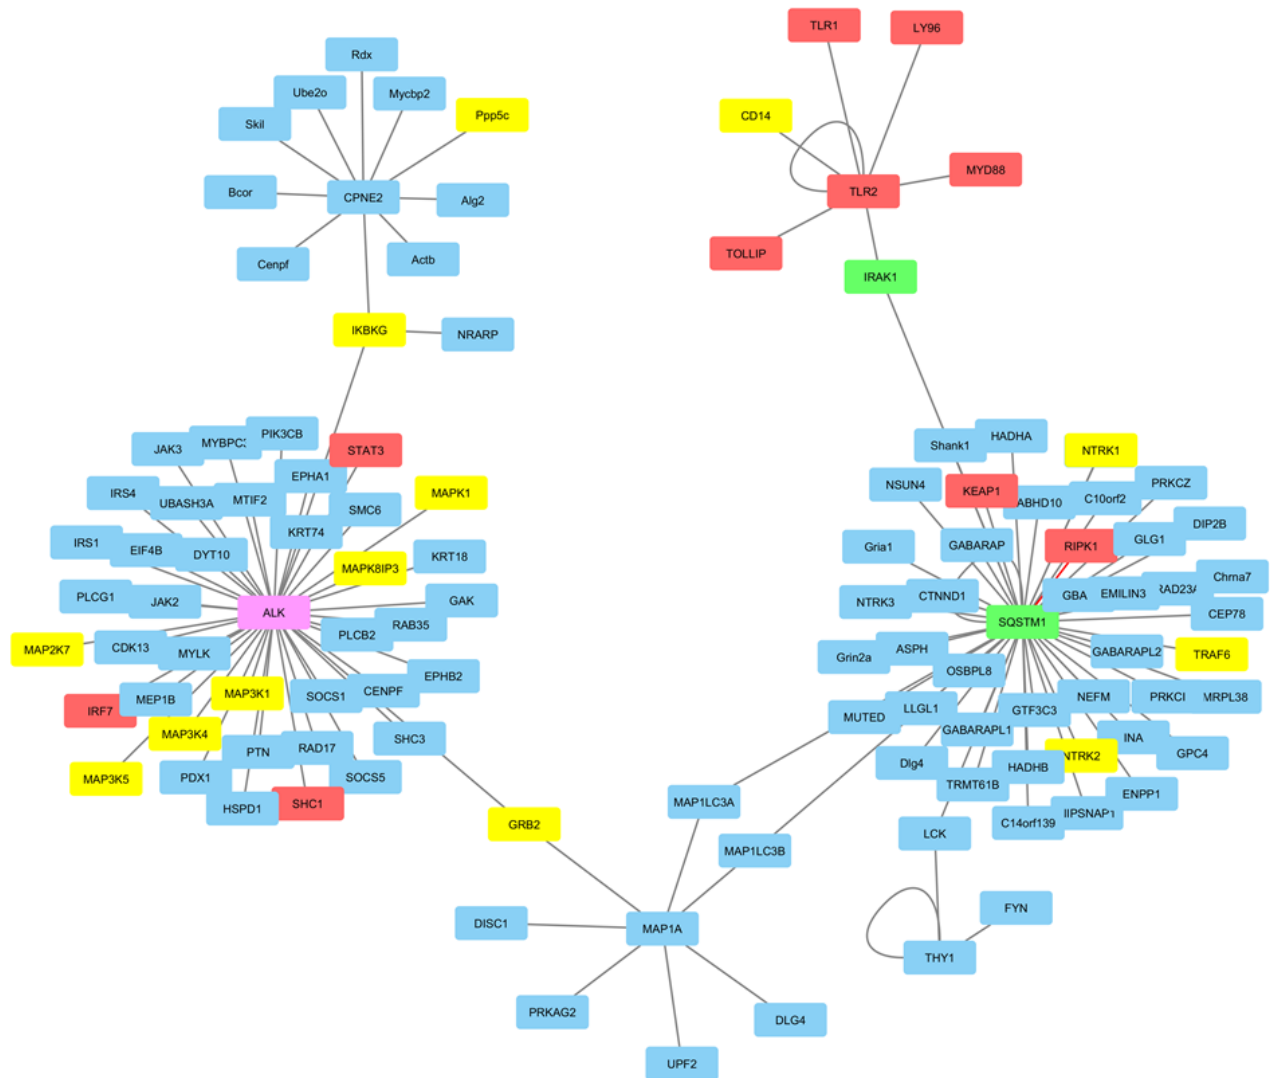 TLR1
LY96
Rdx
Ube2o
Mycbp2
Ppp5c
Skil
CD14
MYD88
Bcor
CPNE2
Alg2
TLR2
TOLLIP
Cenpf
Actb
IRAK1
IKBKG
NRARP
PIK3CB
MYBPC
JAK3
STAT3
Shank1
HADHA
NTRK1
EPHA1
IRS4
UBASH3A
MTIF2
MAPK1
SMC6
NSUN4
KEAP1
ABHD10
C10orf2
PRKCZ
KRT74
IRS1
EIF4B
DYT10
KRT18
MAPK8IP3
Gria1
GABARAP
RIPK1
GLG1
DIP2B
PLCG1
JAK2
ALK
GAK
NTRK3
CTNND1
GBA
EMILIN3
RAD23A
Chrna7
CEP78
RAB35
PLCB2
SQSTM1
MAP2K7
CDK13
MYLK
Grin2a
ASPH
OSBPL8
GABARAPL2
TRAF6
EPHB2
CENPF
SOCS1
MAP3K1
MEP1B
IRF7
MUTED
LLGL1
GTF3C3
NEFM
PRKCI
MRPL38
MAP3K4
SHC3
PTN
RAD17
GABARAPL1
INA
GPC4
NTRK2
MAP3K5
PDX1
SOCS5
Dlg4
TRMT61B
HADHB
ENPP1
HSPD1
SHC1
MAP1LC3A
C14orf139
IIPSNAP1
GRB2
LCK
MAP1LC3B
DISC1
MAP1A
FYN
THY1
PRKAG2
DLG4
UPF2